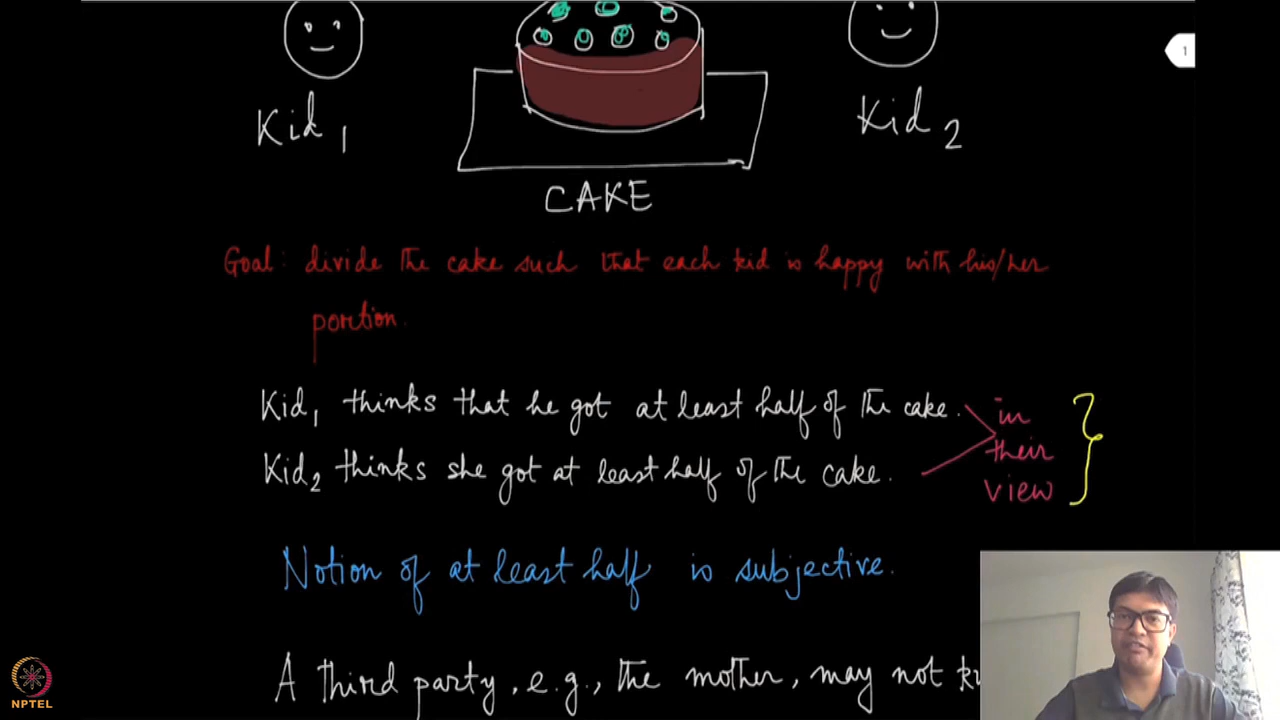 1
Kid 1
Kid 2
CAKE
Goal: divide the cake such that each kid is happy with his/her
portion.
Kid1 thinks that he got at least half of the cake.
Kid2 thinks she got at least half of the cake.
in
their
view
Notion of at least half is subjective.
A third party, e.g., the mother, may not
NPTEL